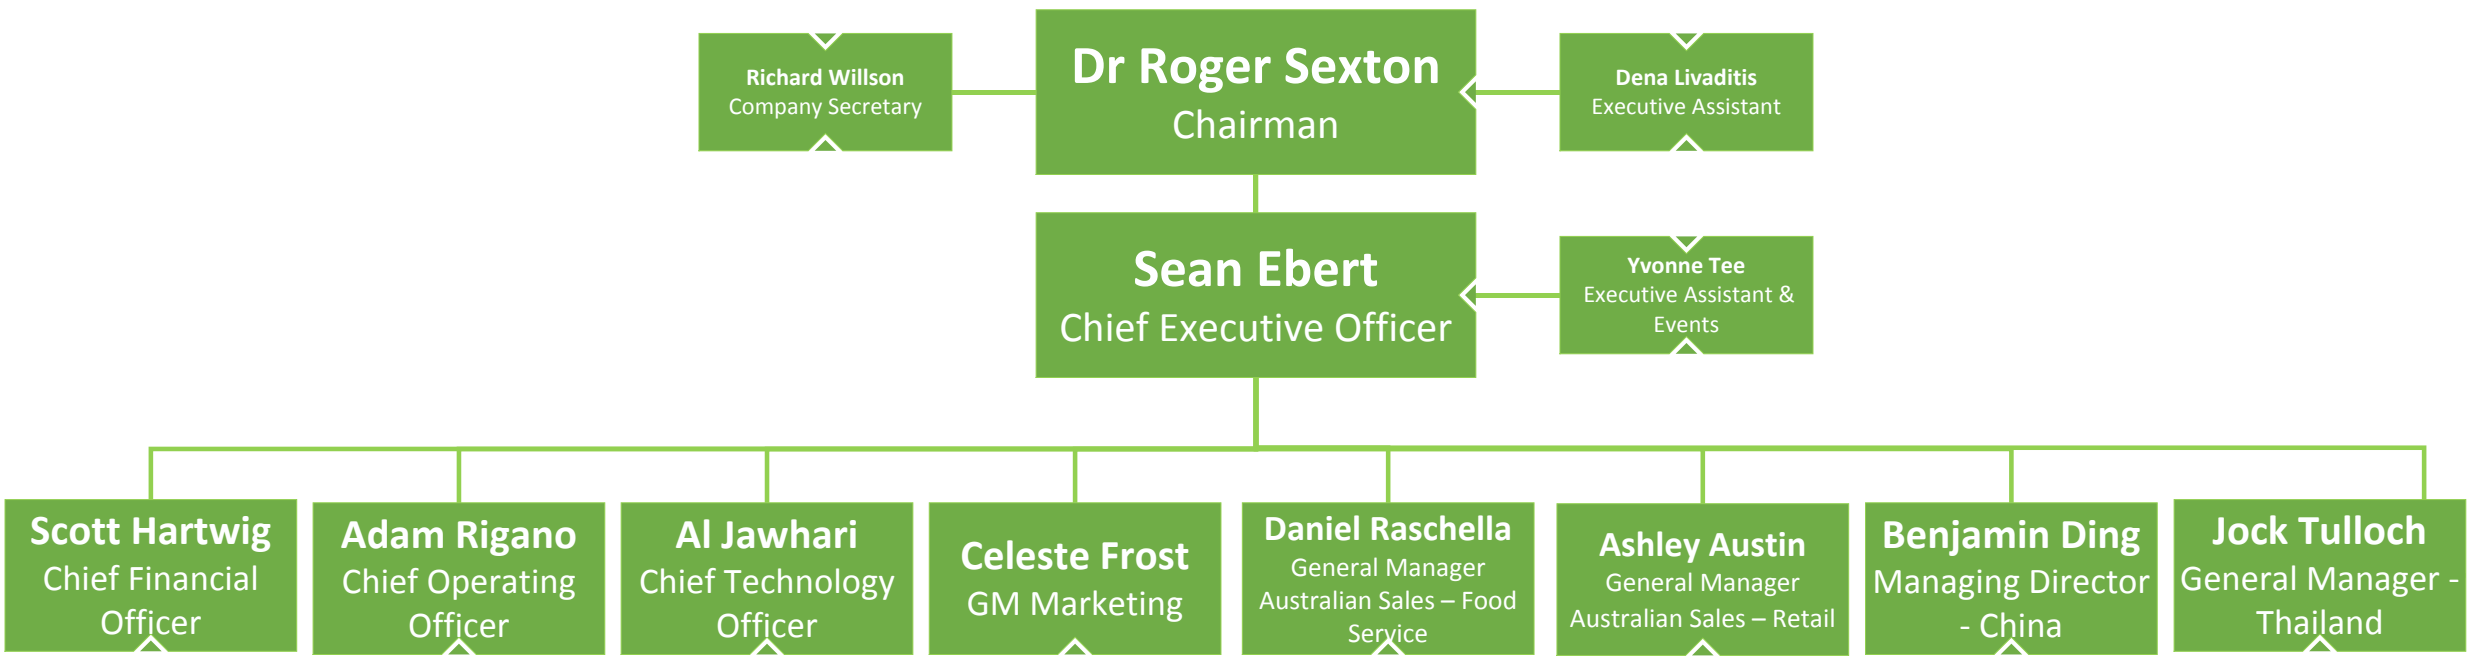 Richard Willson
Company Secretary
Dr Roger Sexton
Chairman
Dena Livaditis
Executive Assistant
Sean Ebert
Chief Executive Officer
Yvonne Tee
Executive Assistant &
Events
Scott Hartwig
Chief Financial
Officer
Adam Rigano
Chief Operating
Officer
Al Jawhari
Chief Technology
Officer
Celeste Frost
GM Marketing
Daniel Raschella
General Manager
Australian Sales – Food
Service
Ashley Austin
General Manager
Australian Sales – Retail
Benjamin Ding
Managing Director
- China
Jock Tulloch
General Manager -
Thailand